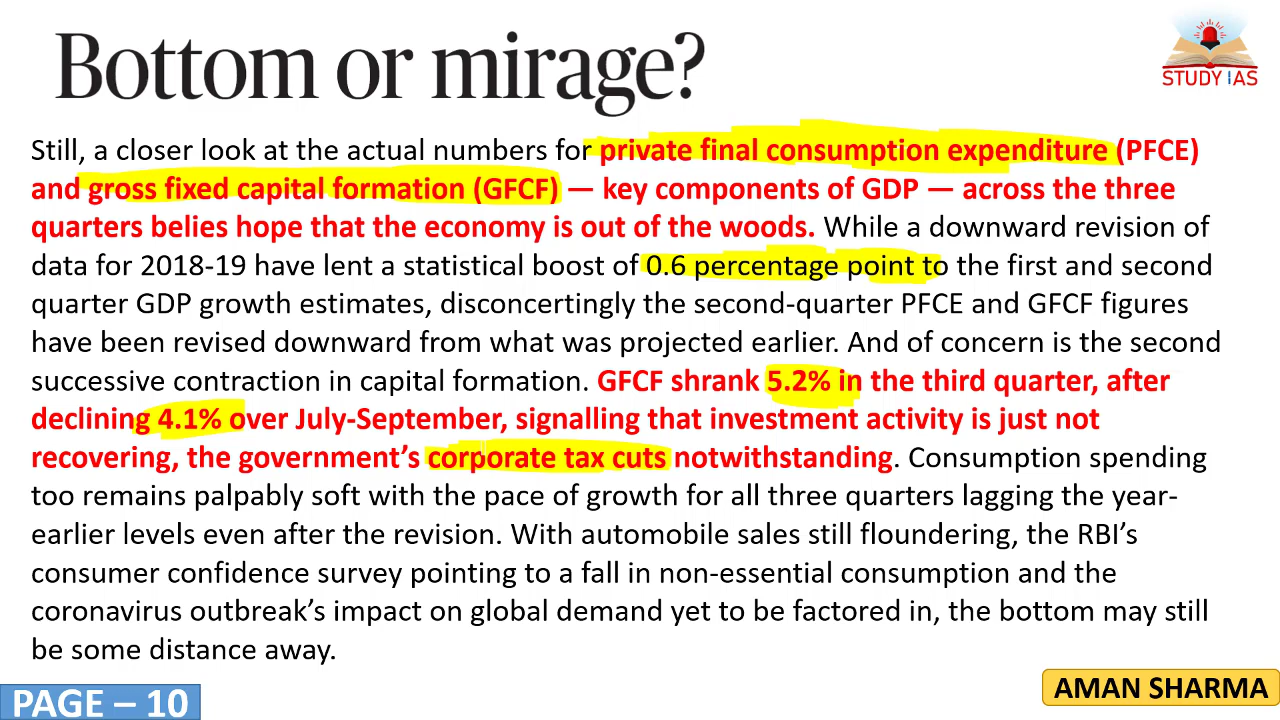 Bottom or mirage?
STUDY IAS
Still, a closer look at the actual numbers for private final consumption expenditure (PFCE)
and gross fixed capital formation (GFCF) — key components of GDP — across the three
quarters belies hope that the economy is out of the woods. While a downward revision of
data for 2018-19 have lent a statistical boost of 0.6 percentage point to the first and second
quarter GDP growth estimates, disconcertingly the second-quarter PFCE and GFCF figures
have been revised downward from what was projected earlier. And of concern is the second
successive contraction in capital formation. GFCF shrank 5.2% in the third quarter, after
declining 4.1% over July-September, signalling that investment activity is just not
recovering, the government’s corporate tax cuts notwithstanding. Consumption spending
too remains palpably soft with the pace of growth for all three quarters lagging the year-
earlier levels even after the revision. With automobile sales still floundering, the RBI’s
consumer confidence survey pointing to a fall in non-essential consumption and the
coronavirus outbreak’s impact on global demand yet to be factored in, the bottom may still
be some distance away.
PAGE – 10
AMAN SHARMA